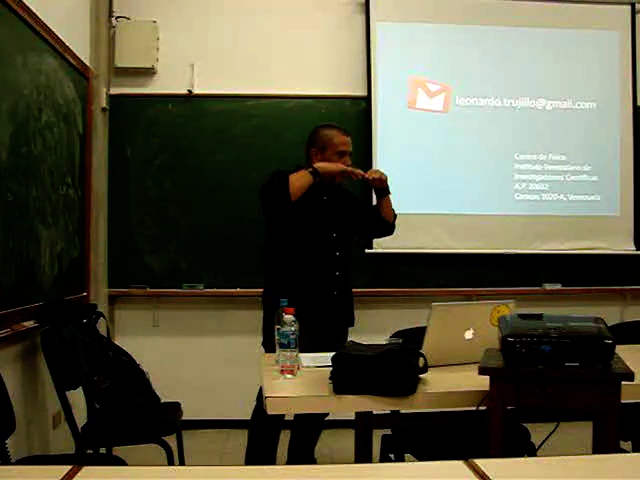 leonardo.trujillo@gmail.com
Centro de Física
Instituto Venezolano de
Investigaciones Científicas
A.P. 20632
Caracas 1020-A, Venezuela